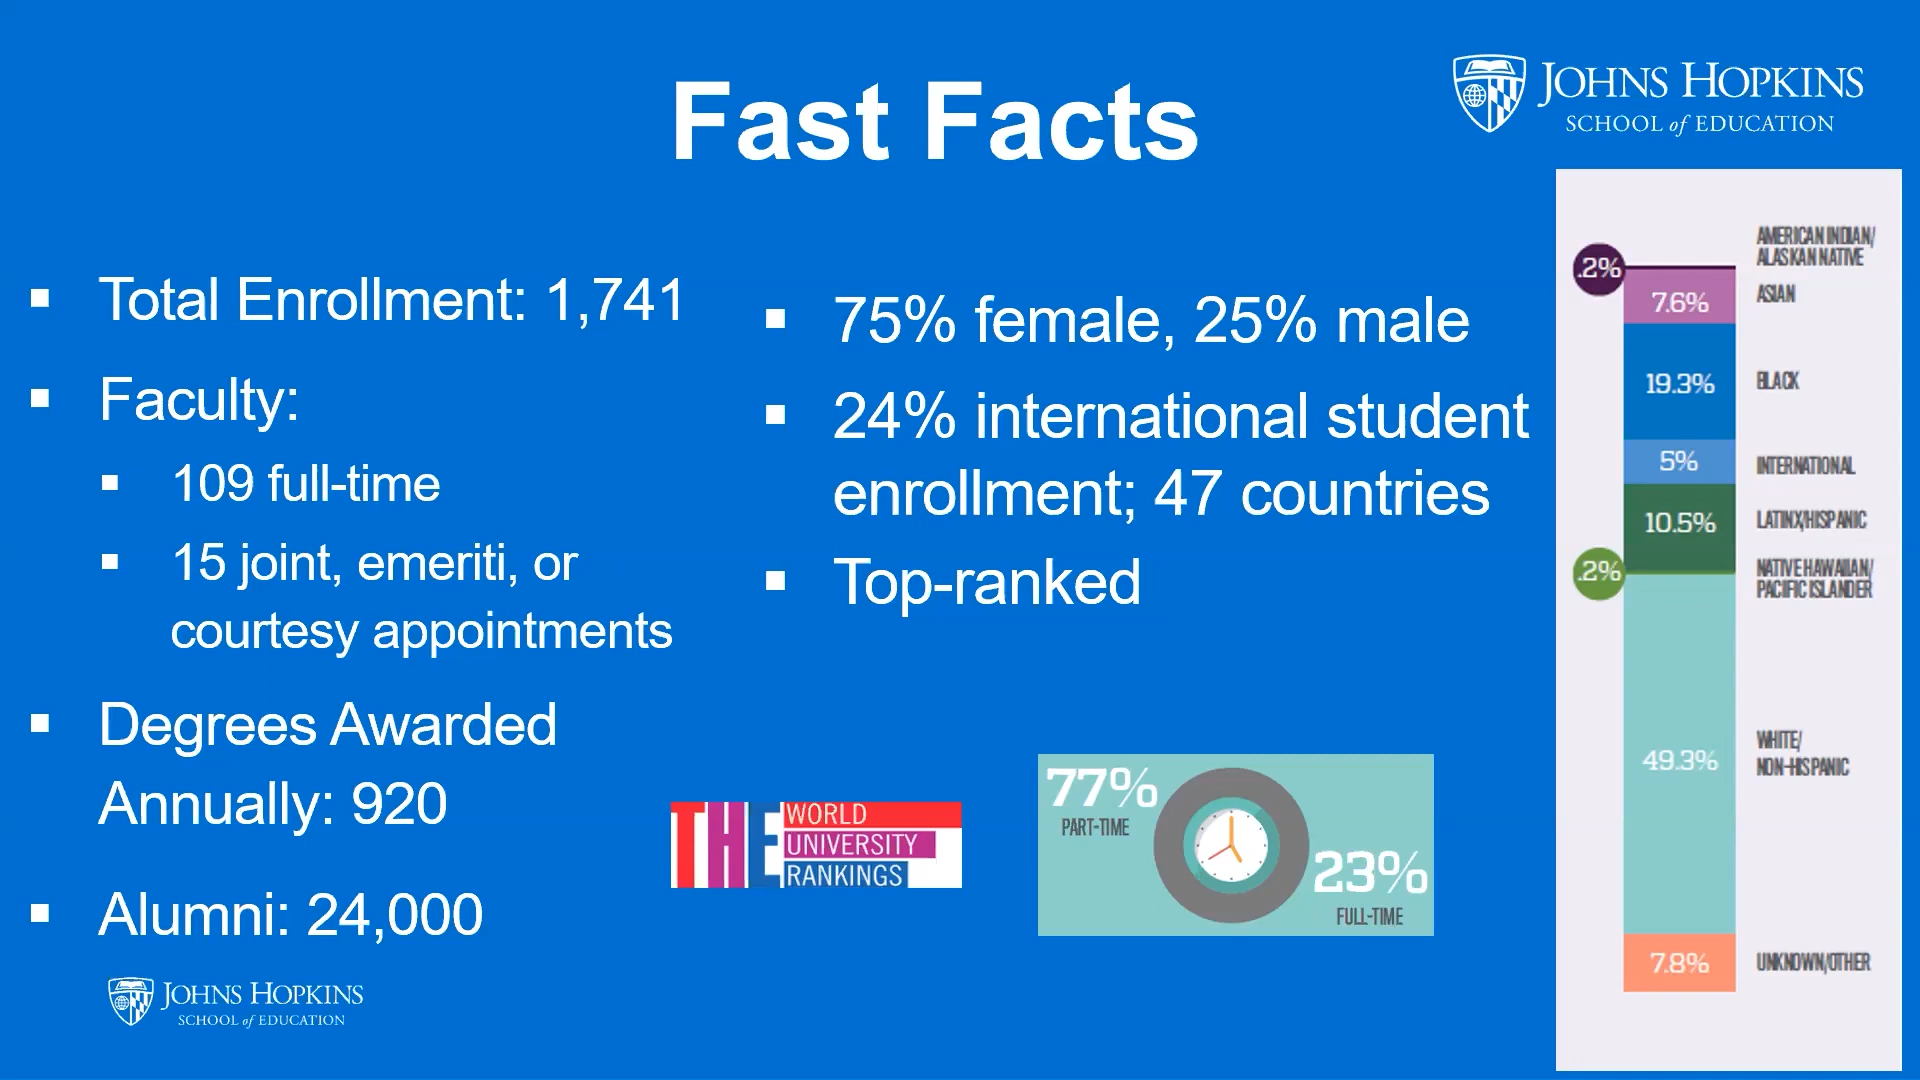 Fast Facts
JOHNS HOPKINS
SCHOOL of EDUCATION
Total Enrollment: 1,741
Faculty:
109 full-time
15 joint, emeriti, or
courtesy appointments
Degrees Awarded
Annually: 920
Alumni: 24,000
75% female, 25% male
24% international student
enrollment; 47 countries
Top-ranked
THE WORLD
UNIVERSITY
RANKINGS
77%
PART-TIME
23%
FULL-TIME
.2% AMERICAN INDIAN/
ALASKAN NATIVE
7.6% ASIAN
19.3% BLACK
5% INTERNATIONAL
10.5% LATINX/HISPANIC
.2% NATIVE HAWAIIAN/
PACIFIC ISLANDER
49.3% WHITE/
NON-HISPANIC
7.8% UNKNOWN/OTHER
JOHNS HOPKINS
SCHOOL of EDUCATION